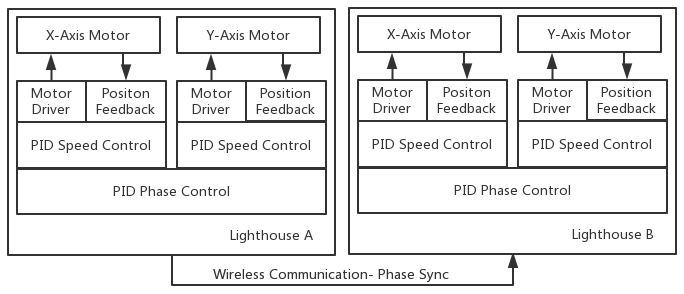 X-Axis Motor
Y-Axis Motor
Motor
Driver
Positon
Feedback
Motor
Driver
Position
Feedback
PID Speed Control
PID Speed Control
PID Phase Control
Lighthouse A
X-Axis Motor
Y-Axis Motor
Motor
Driver
Positon
Feedback
Motor
Driver
Position
Feedback
PID Speed Control
PID Speed Control
PID Phase Control
Lighthouse B
Wireless Communication- Phase Sync